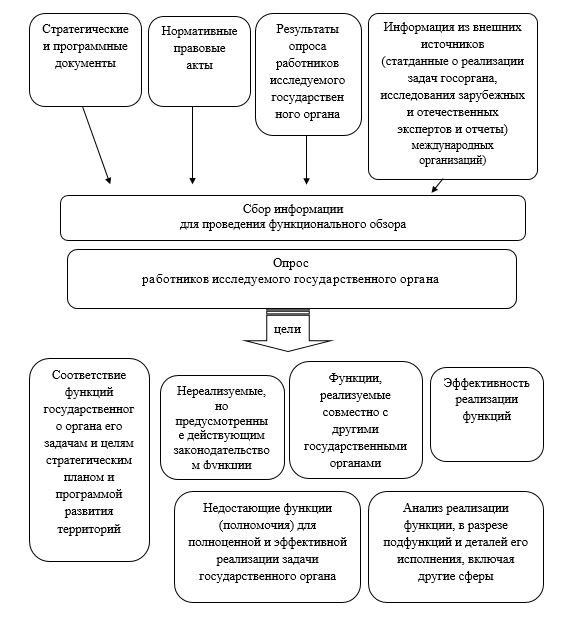 Стратегические
и программные
документы
Нормативные
правовые
акты
Результаты
опроса
работников
исследуемого
государствен
ного органа
Информация из внешних
источников
(статданные о реализации
задач госоргана,
исследования зарубежных
и отечественных
экспертов и отчеты)
международных
организаций)
Сбор информации
для проведения функционального обзора
Опрос
работников исследуемого государственного органа
цели
Соответствие
функций
государственног
о органа его
задачам и целям
стратегическим
планом и
программой
развития
территорий
Нереализуемые,
но
предусмотренны
е действующим
законодательство
м функции
Функции,
реализуемые
совместно с
другими
государственными
органами
Эффективность
реализации
функций
Недостающие функции
(полномочия) для
полноценной и эффективной
реализации задачи
государственного органа
Анализ реализации
функции, в разрезе
подфункций и деталей его
исполнения, включая
другие сферы